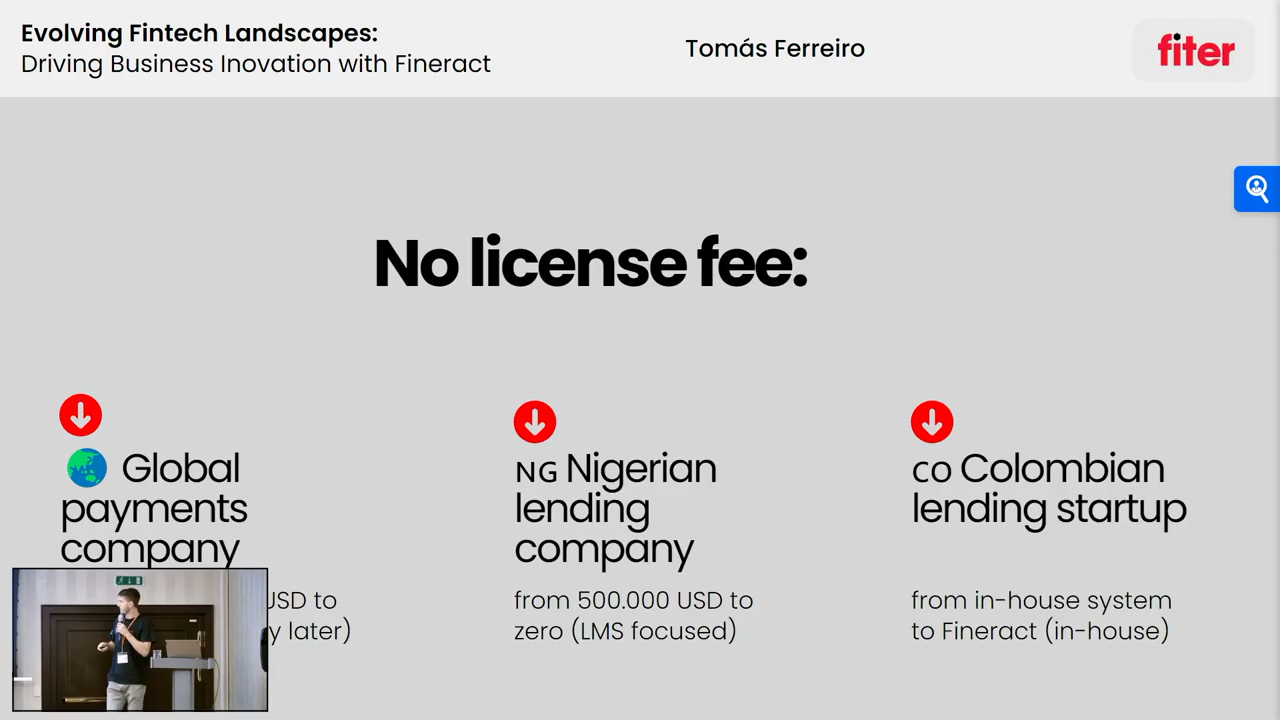 Evolving Fintech Landscapes:
Driving Business Inovation with Fineract
Tomás Ferreiro
fiter
No license fee:
Global
payments
company
USD to
later)
NG Nigerian
lending
company
from 500.000 USD to
zero (LMS focused)
CO Colombian
lending startup
from in-house system
to Fineract (in-house)